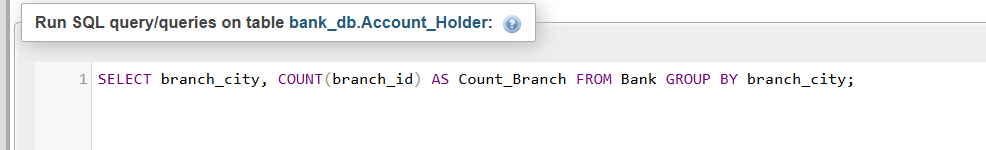 Run SQL query/queries on table bank_db.Account_Holder:
1 SELECT branch_city, COUNT(branch_id) AS Count_Branch FROM Bank GROUP BY branch_city;